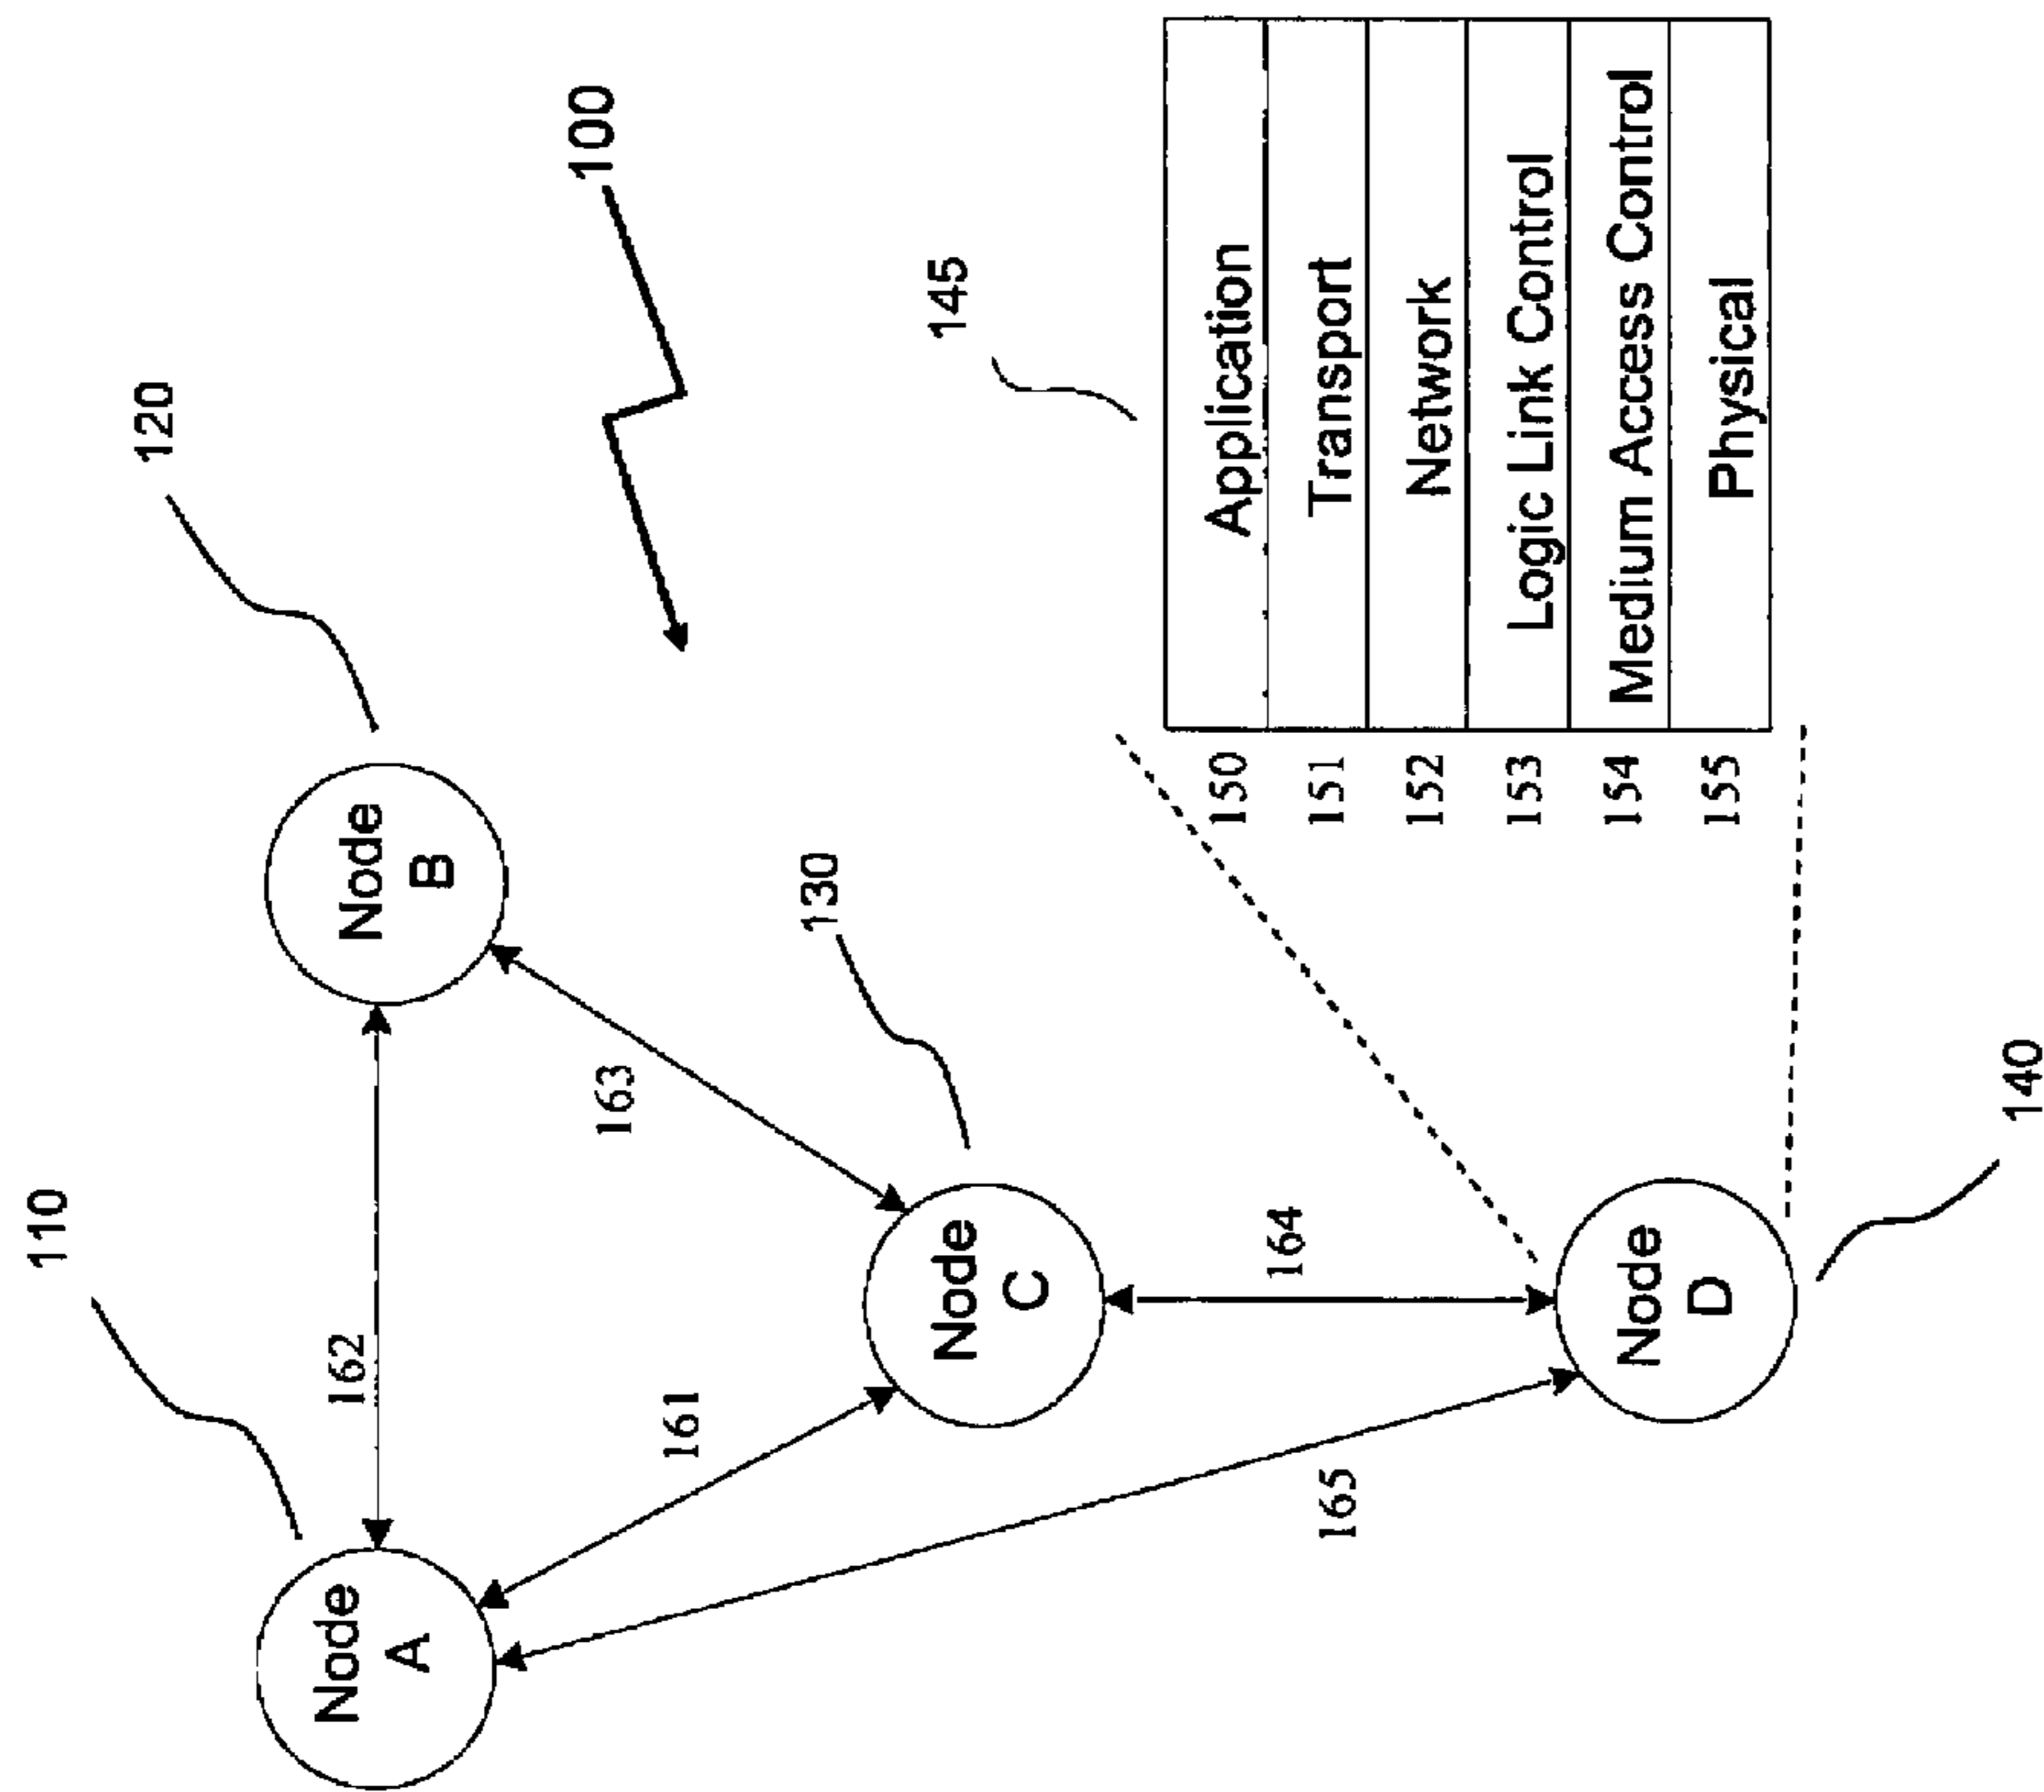 110
120
100
Node
A
162
Node
B
161
163
130
145
165
Node
C
164
Node
D
140
150
Application
151
Transport
152
Network
153
Logic Link Control
154
Medium Access Control
155
Physical